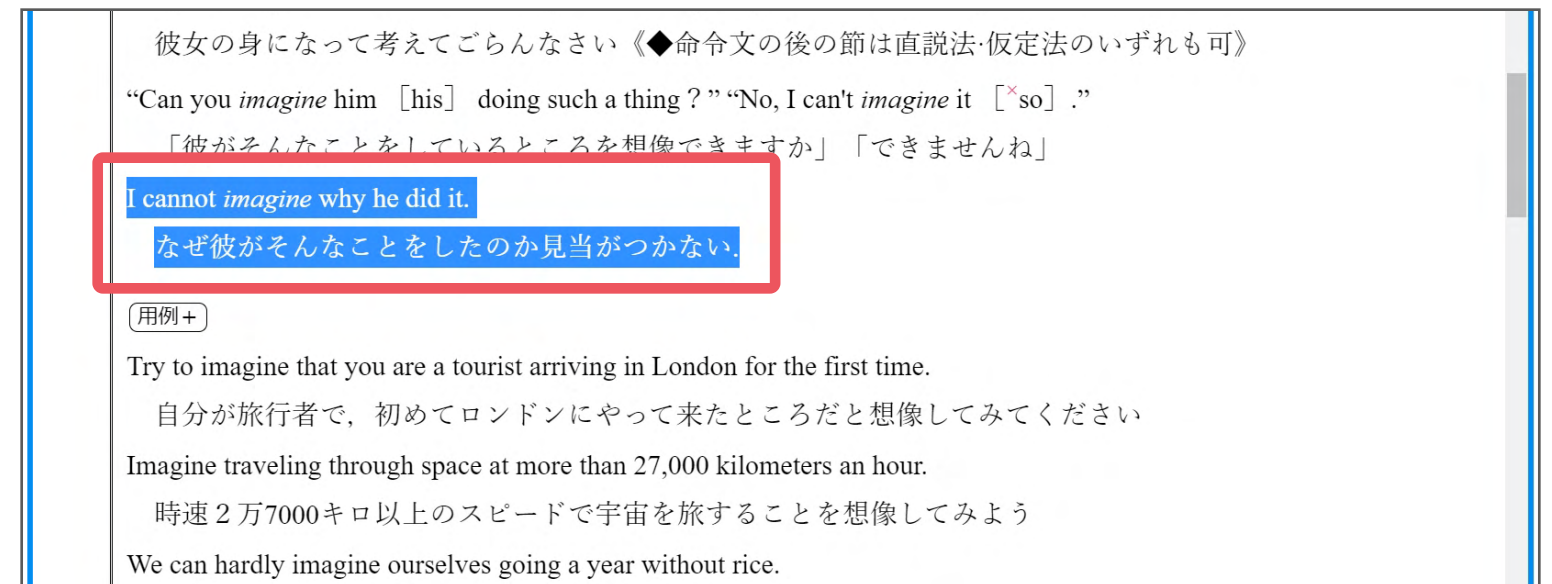 彼女の身になって考えてごらんなさい《◆命令文の後の節は直説法·仮定法のいずれも可》
“Can you imagine him ［his］ doing such a thing？” “No, I can't imagine it ［×so］.”
「彼がそんなことをしているところを想像できますか」「できませんね」
I cannot imagine why he did it.
なぜ彼がそんなことをしたのか見当がつかない.
用例＋
Try to imagine that you are a tourist arriving in London for the first time.
自分が旅行者で，初めてロンドンにやって来たところだと想像してみてください
Imagine traveling through space at more than 27,000 kilometers an hour.
時速２万7000キロ以上のスピードで宇宙を旅することを想像してみよう
We can hardly imagine ourselves going a year without rice.